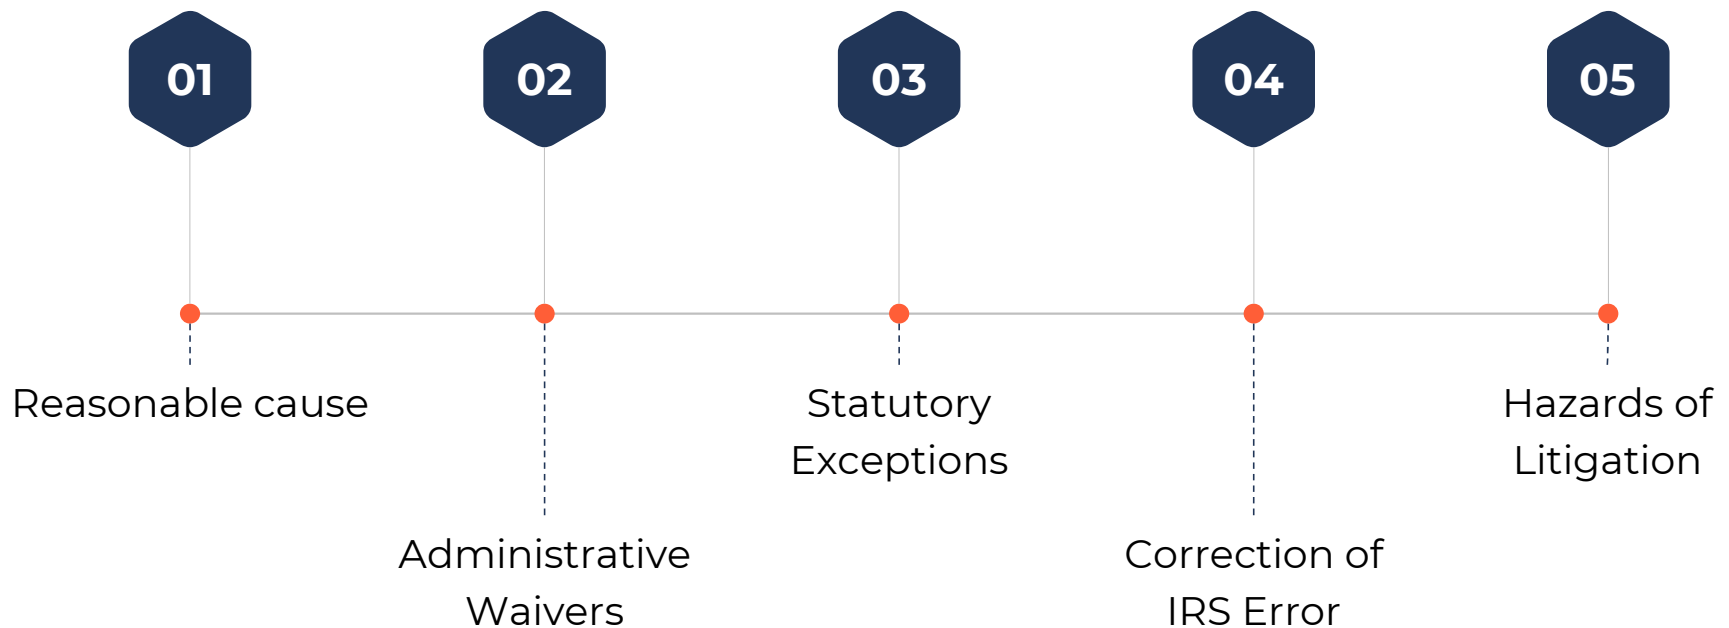 01
02
03
04
05
Reasonable cause
Administrative
Waivers
Statutory
Exceptions
Correction of
IRS Error
Hazards of
Litigation